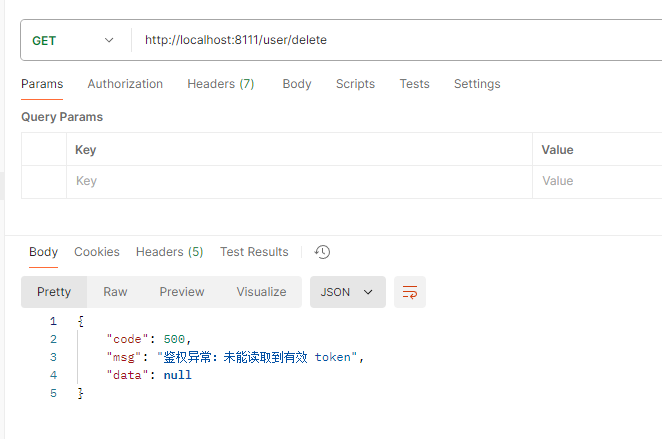 GET http://localhost:8111/user/delete
Params Authorization Headers (7) Body Scripts Tests Settings
Query Params
Key Value
Key Value
Body Cookies Headers (5) Test Results
Pretty Raw Preview Visualize JSON
1 {
2 "code": 500,
3 "msg": "鉴权异常：未能读取到有效 token",
4 "data": null
5 }